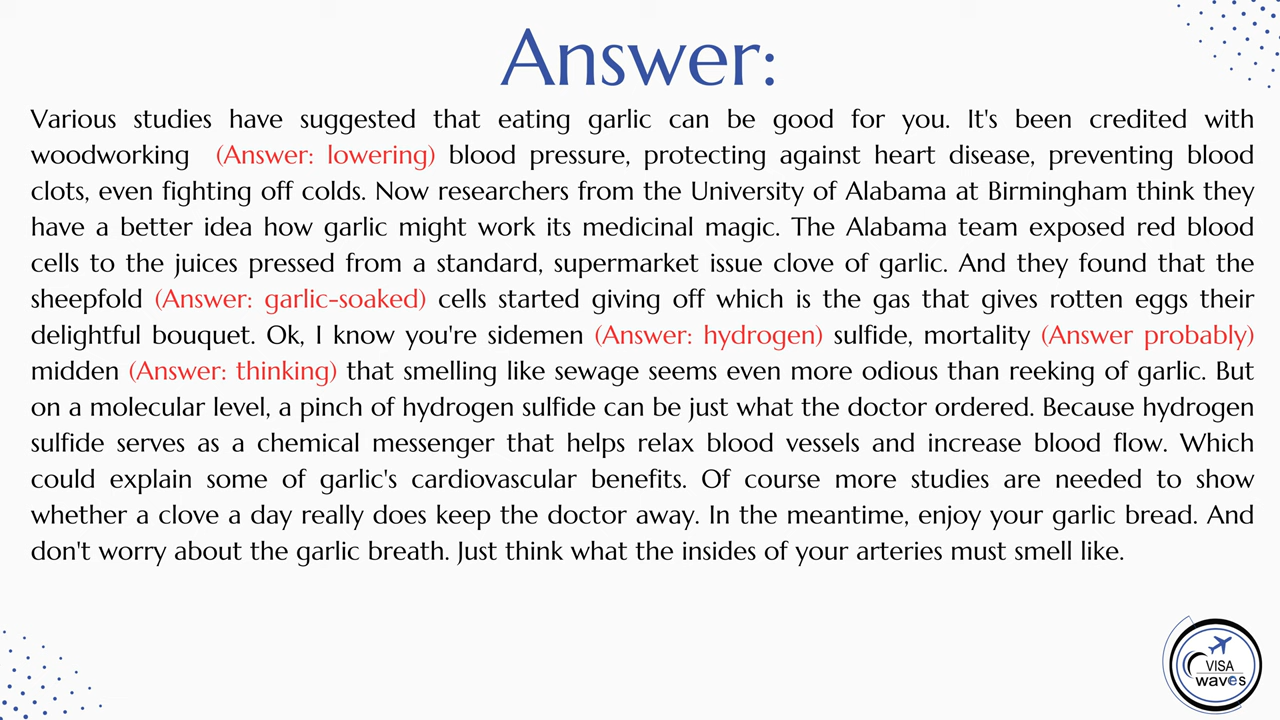 Answer:
Various studies have suggested that eating garlic can be good for you. It's been credited with
woodworking (Answer: lowering) blood pressure, protecting against heart disease, preventing blood
clots, even fighting off colds. Now researchers from the University of Alabama at Birmingham think they
have a better idea how garlic might work its medicinal magic. The Alabama team exposed red blood
cells to the juices pressed from a standard, supermarket issue clove of garlic. And they found that the
sheepfold (Answer: garlic-soaked) cells started giving off which is the gas that gives rotten eggs their
delightful bouquet. Ok, I know you're sidemen (Answer: hydrogen) sulfide, mortality (Answer probably)
midden (Answer: thinking) that smelling like sewage seems even more odious than reeking of garlic. But
on a molecular level, a pinch of hydrogen sulfide can be just what the doctor ordered. Because hydrogen
sulfide serves as a chemical messenger that helps relax blood vessels and increase blood flow. Which
could explain some of garlic's cardiovascular benefits. Of course more studies are needed to show
whether a clove a day really does keep the doctor away. In the meantime, enjoy your garlic bread. And
don't worry about the garlic breath. Just think what the insides of your arteries must smell like.
VISA
waves